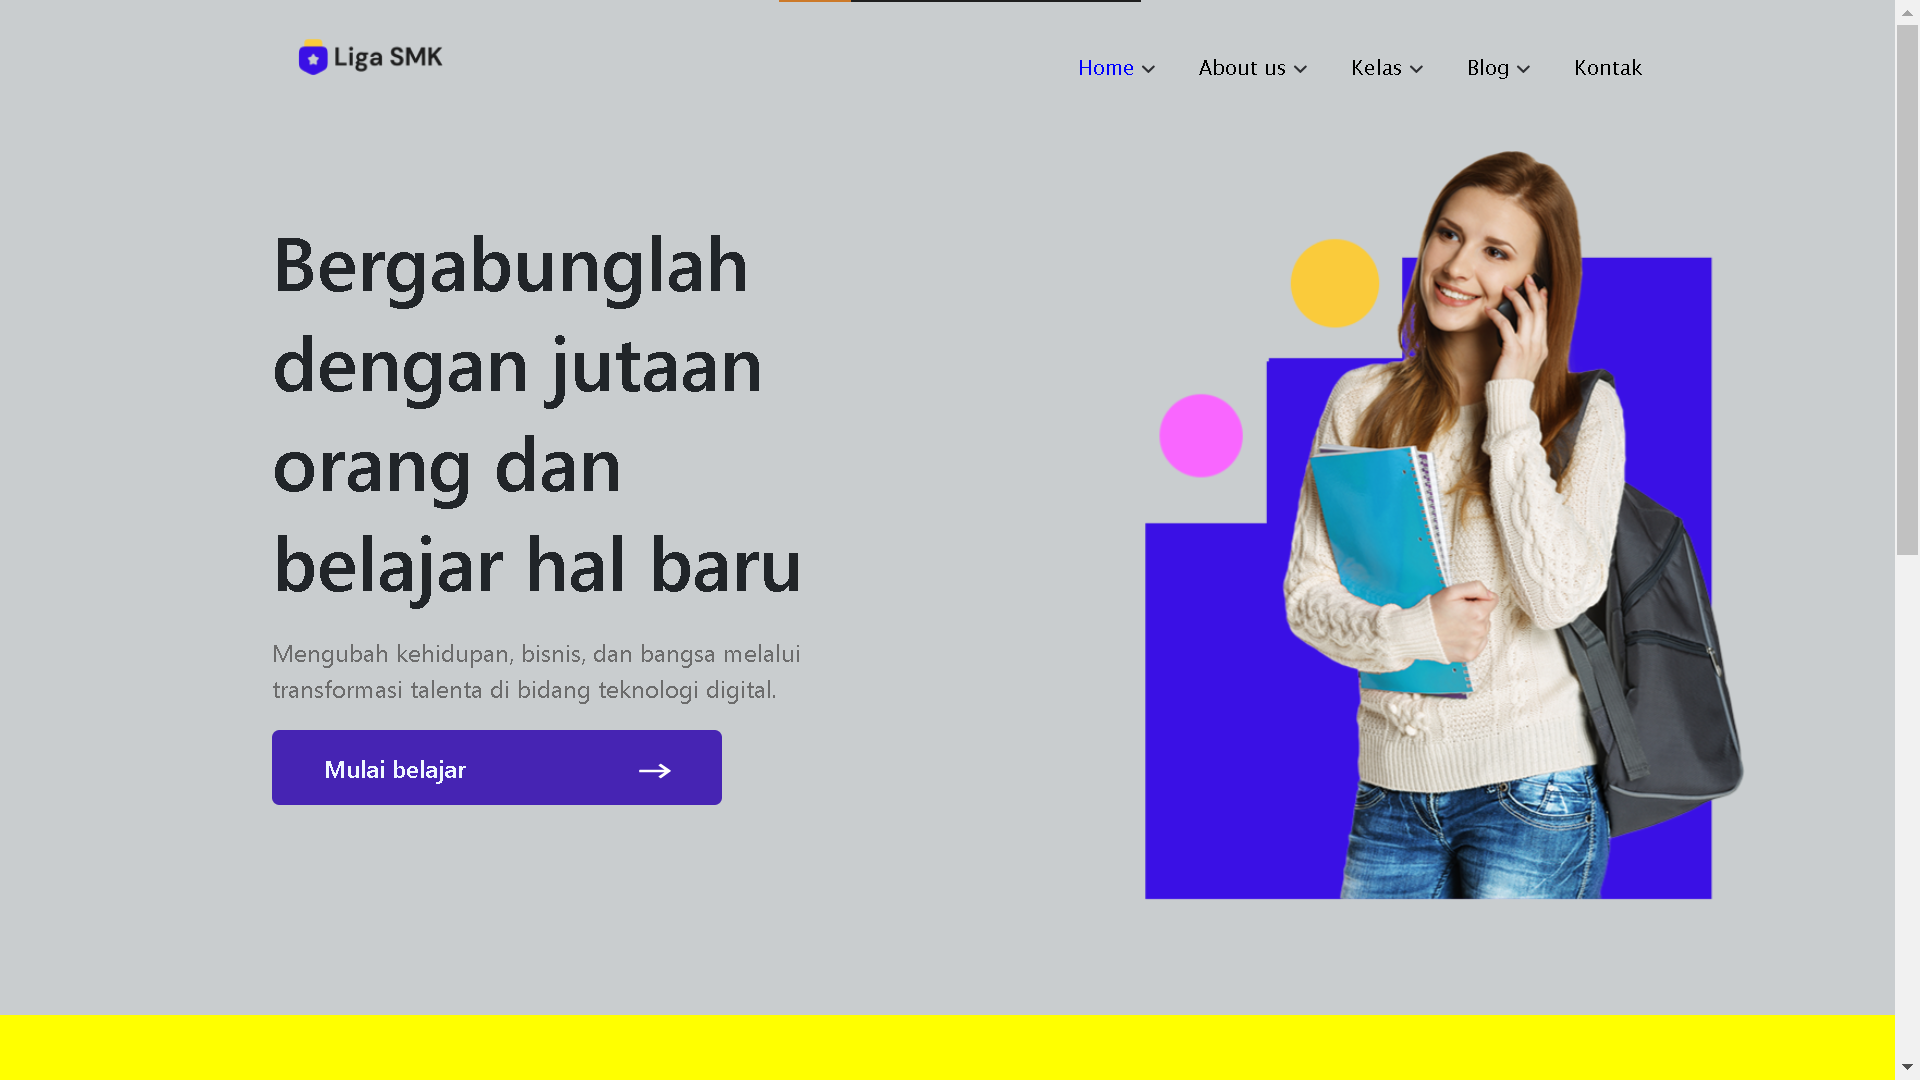 Liga SMK
Home About us Kelas Blog Kontak
Bergabunglah
dengan jutaan
orang dan
belajar hal baru
Mengubah kehidupan, bisnis, dan bangsa melalui
transformasi talenta di bidang teknologi digital.
Mulai belajar